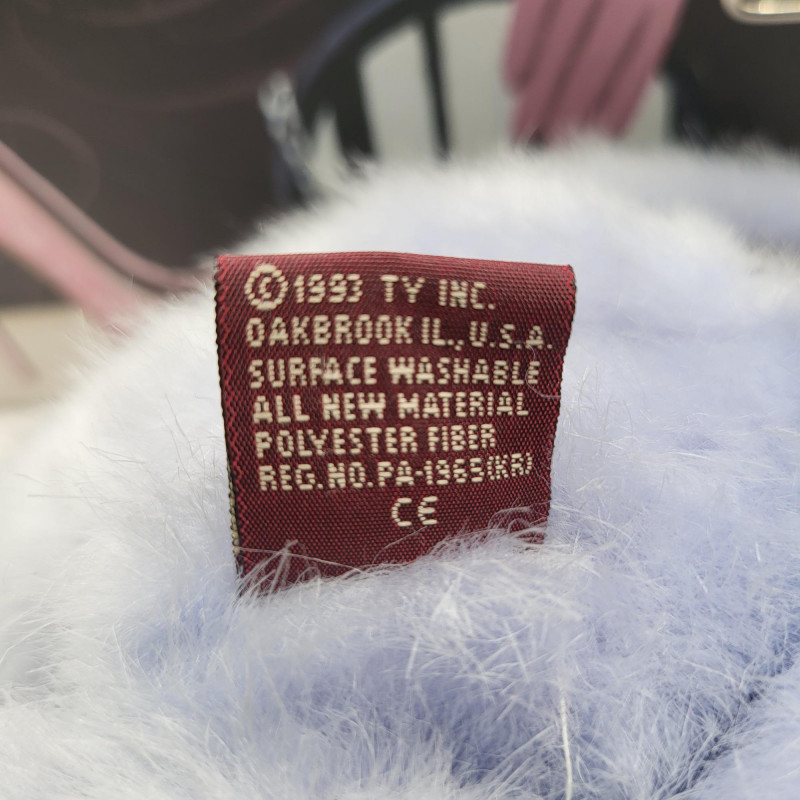 ©1993 TY INC.
OAKBROOK IL., U.S.A.
SURFACE WASHABLE
ALL NEW MATERIAL
POLYESTER FIBER
REG.NO.PA-1965(KR)
CE